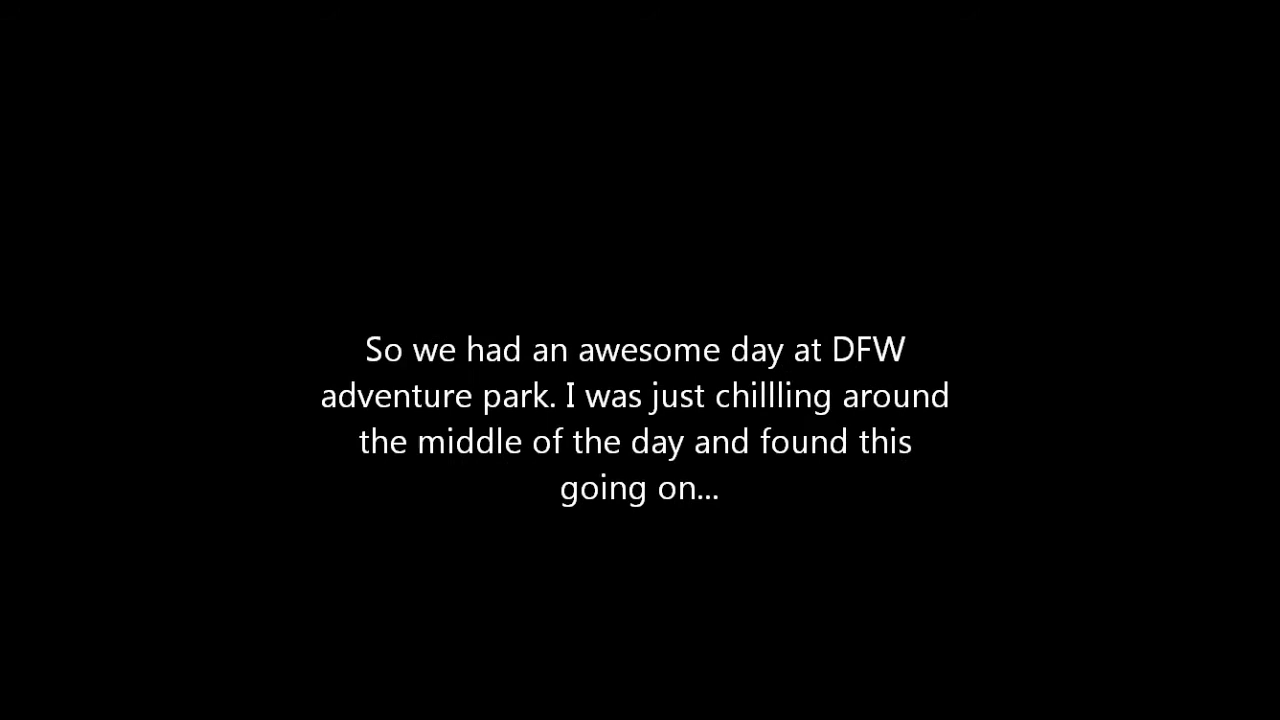 So we had an awesome day at DFW
adventure park. I was just chillling around
the middle of the day and found this
going on...